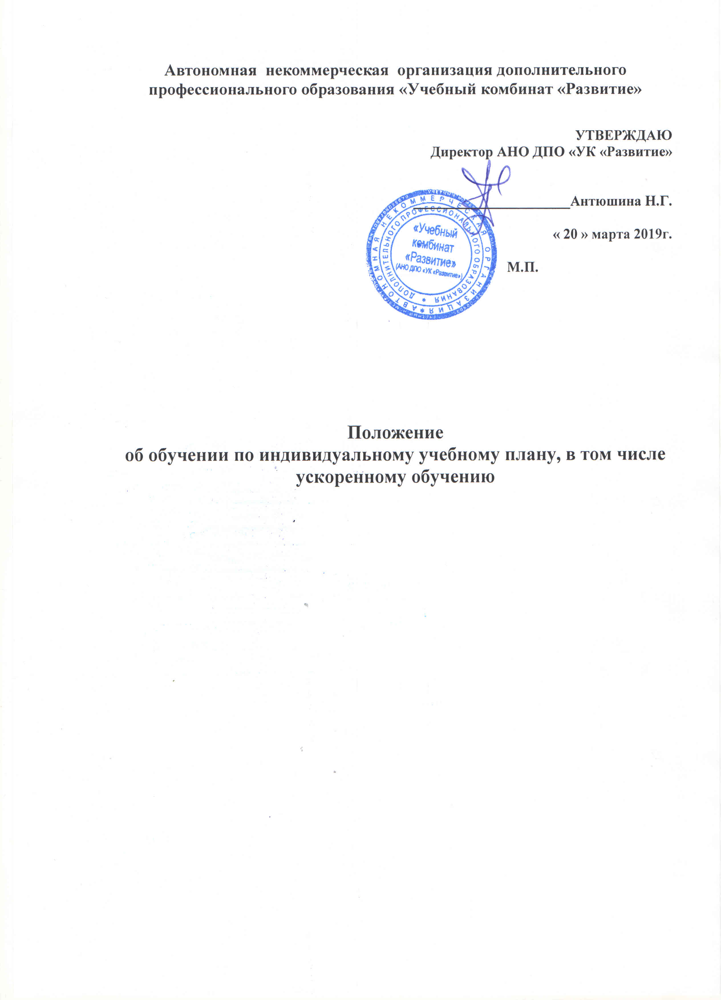 Автономная некоммерческая организация дополнительного
профессионального образования «Учебный комбинат «Развитие»
УТВЕРЖДАЮ
Директор АНО ДПО «УК «Развитие»
Антюшина Н.Г.
« 20 » марта 2019г.
М.П.
АВТОНОМНАЯ НЕКОММЕРЧЕСКАЯ ОРГАНИЗАЦИЯ *
ДОПОЛНИТЕЛЬНОГО ПРОФЕССИОНАЛЬНОГО ОБРАЗОВАНИЯ *
«Учебный
комбинат
«Развитие»
(АНО ДПО «УК «Развитие»)
Положение
об обучении по индивидуальному учебному плану, в том числе
ускоренному обучению